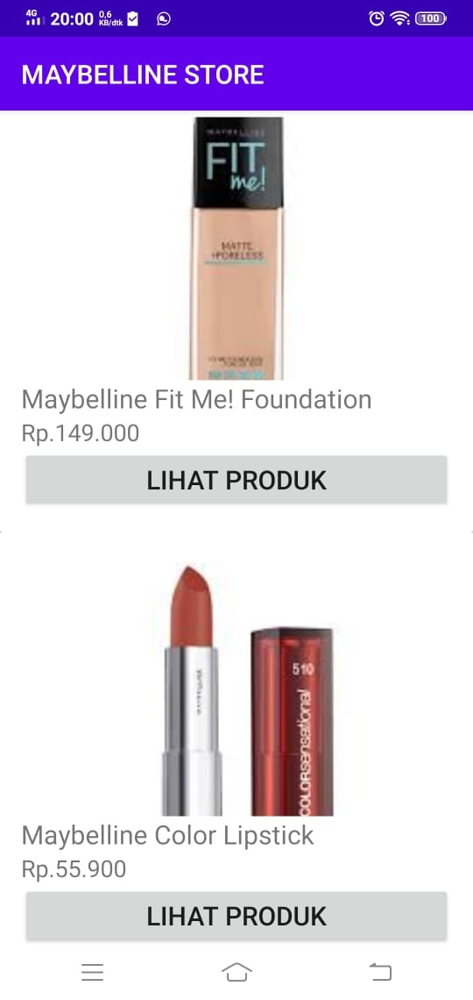 4G 20:00 0,6 KB/dtk 100
MAYBELLINE STORE
MAYBELLINE
FIT
me!
MATTE
+PORELESS
Maybelline Fit Me! Foundation
Rp.149.000
LIHAT PRODUK
MAYBELLINE
510
COLORsensational
Maybelline Color Lipstick
Rp.55.900
LIHAT PRODUK